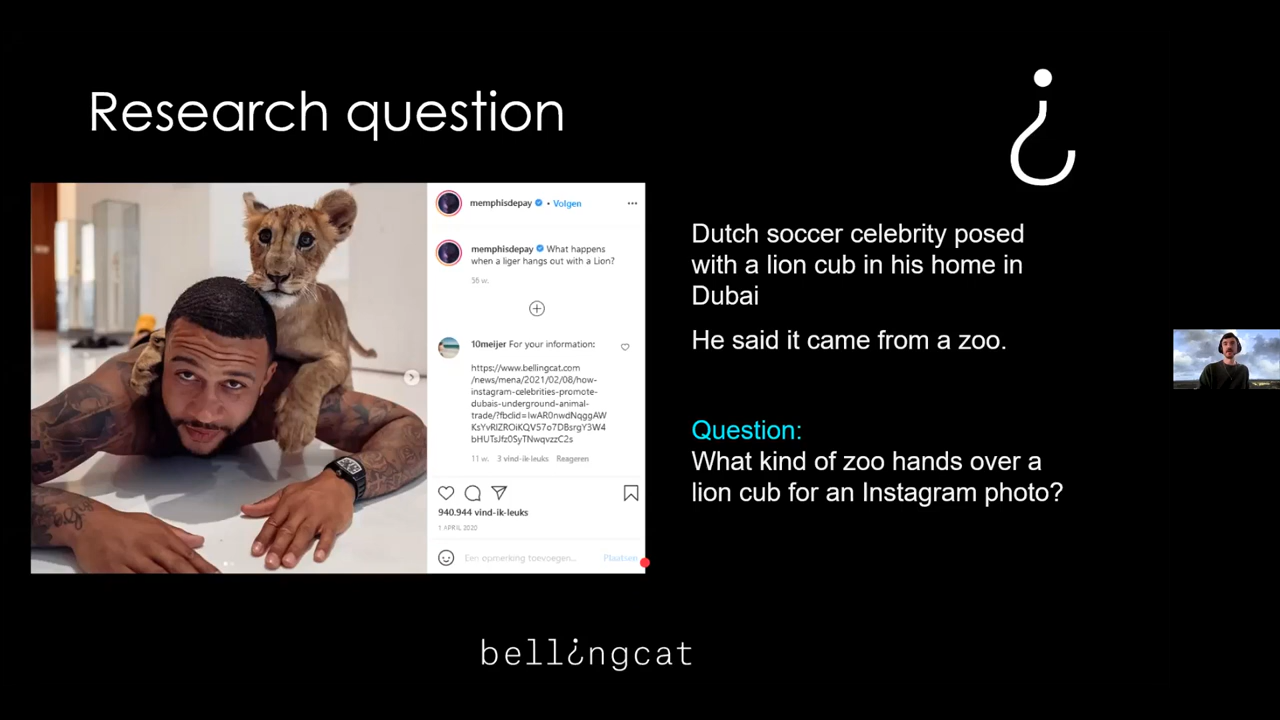 Research question
¿
memphisdepay • Volgen
memphisdepay What happens
when a liger hangs out with a Lion?
56 w.
10meijer For your information:
https://www.bellingcat.com
/news/mena/2021/02/08/how-
instagram-celebrities-promote-
dubais-underground-animal-
trade/?fbclid=IwAR0nwdNqggAW
KsYvRlZROiKQV57o7DBsrgY3W4
bHUTsJfz0SyTNwqvzzC2s
11 w. 3 vind-ik-leuks Reageren
940.944 vind-ik-leuks
1 APRIL 2020
Een opmerking toevoegen... Plaatsen
Dutch soccer celebrity posed
with a lion cub in his home in
Dubai
He said it came from a zoo.
Question:
What kind of zoo hands over a
lion cub for an Instagram photo?
bell¿ngcat